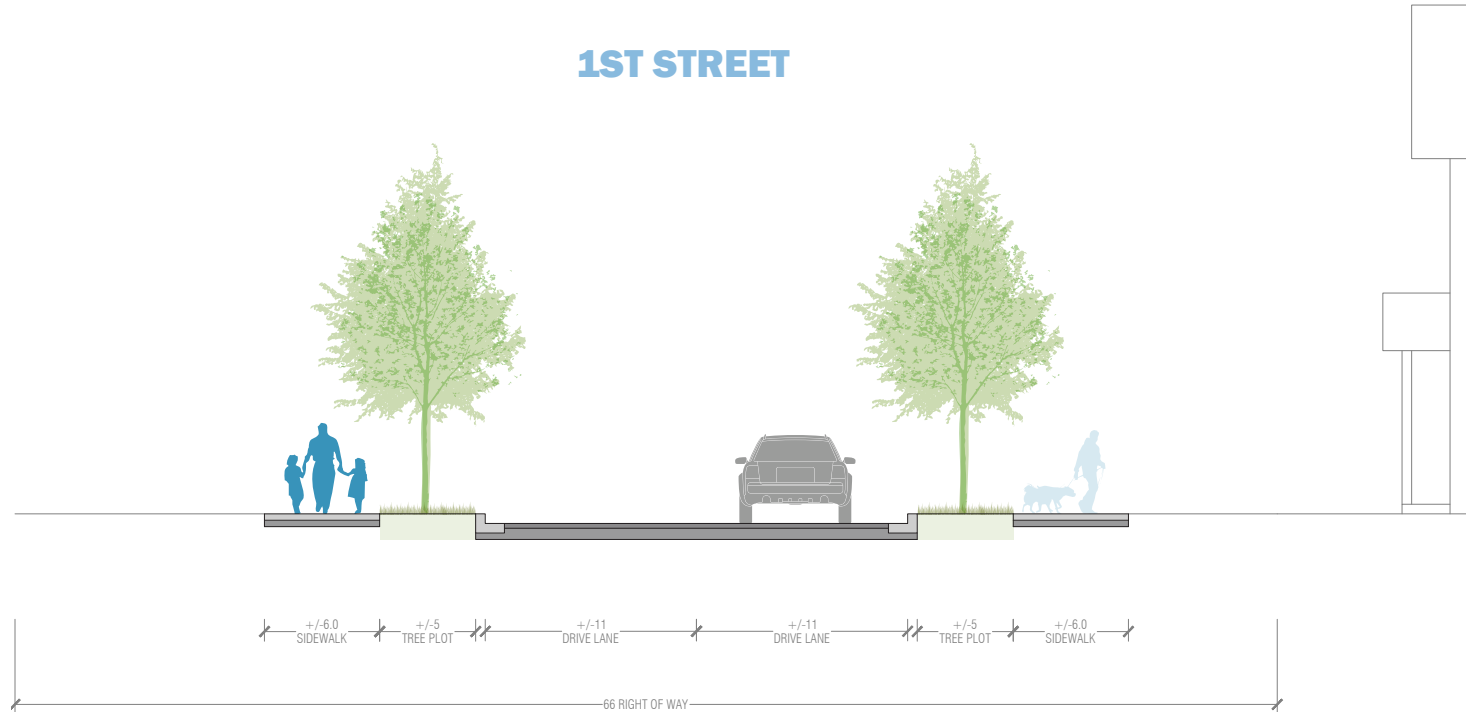 1ST STREET
+/-6.0
SIDEWALK
+/-5
TREE PLOT
+/-11
DRIVE LANE
+/-11
DRIVE LANE
+/-5
TREE PLOT
+/-6.0
SIDEWALK
66 RIGHT OF WAY